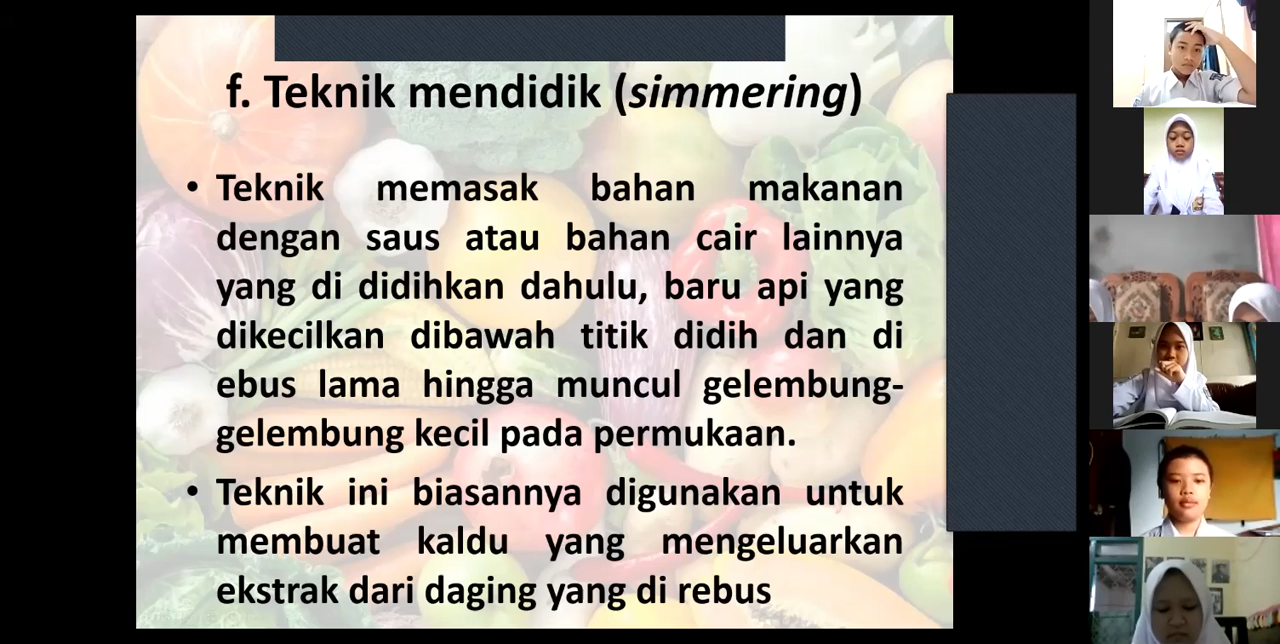 f. Teknik mendidik (simmering)
• Teknik memasak bahan makanan
dengan saus atau bahan cair lainnya
yang di didihkan dahulu, baru api yang
dikecilkan dibawah titik didih dan di
ebus lama hingga muncul gelembung-
gelembung kecil pada permukaan.
• Teknik ini biasannya digunakan untuk
membuat kaldu yang mengeluarkan
ekstrak dari daging yang di rebus